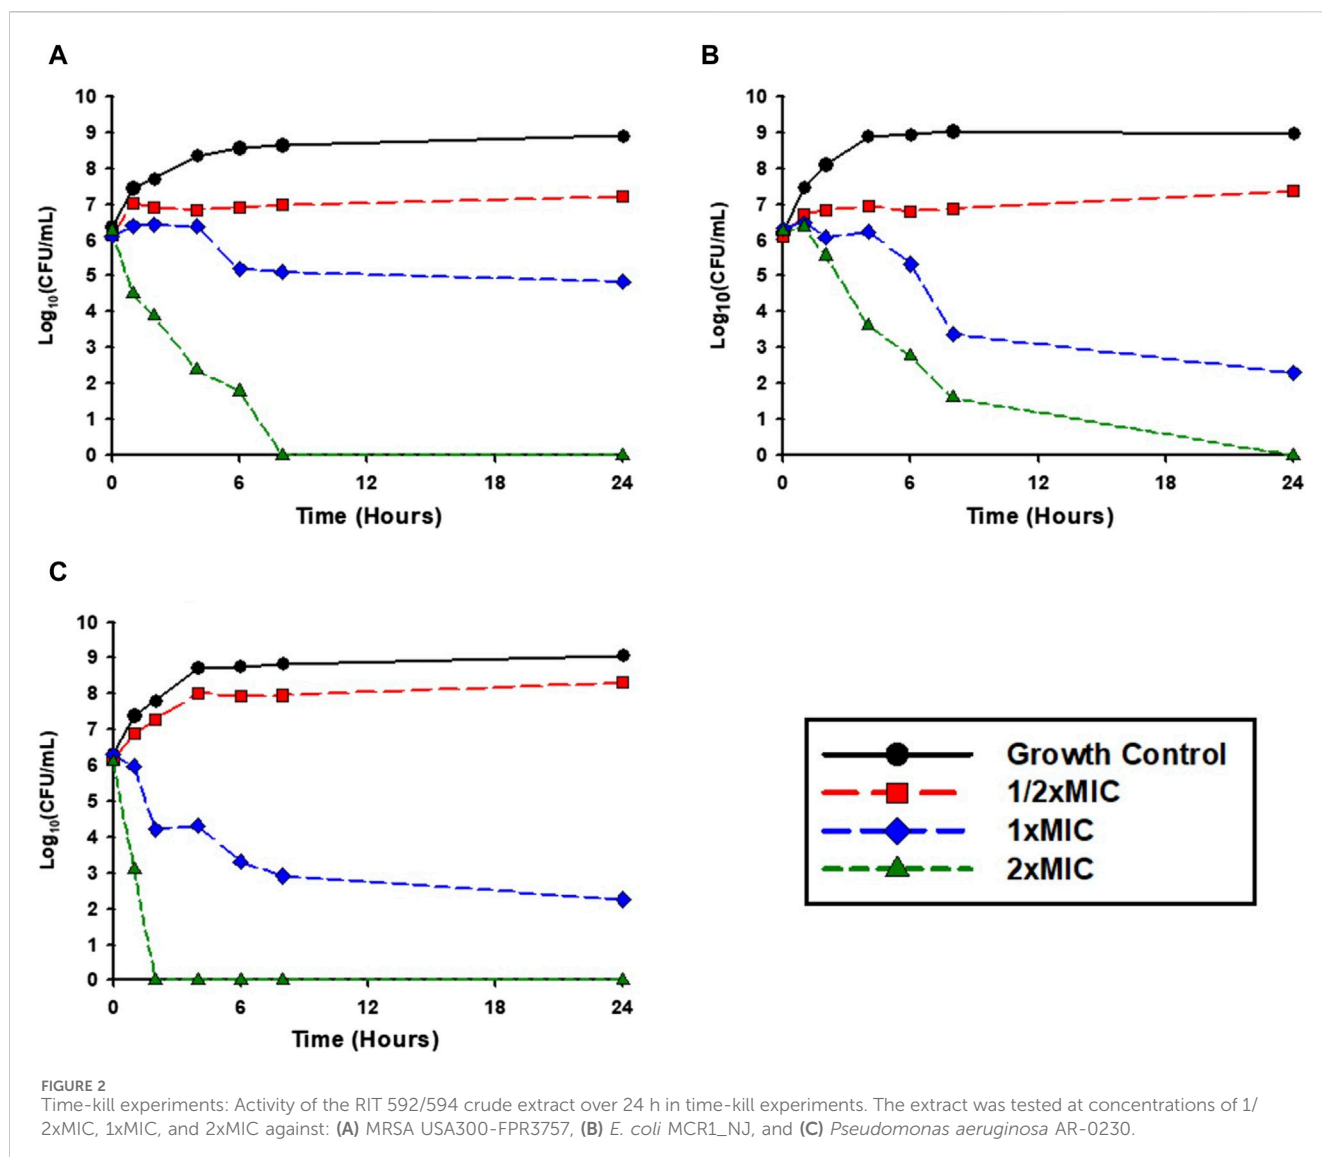 A
10
9
8
7
6
5
4
3
2
1
0
Log10(CFU/mL)
0 6 12 18 24
Time (Hours)
B
10
9
8
7
6
5
4
3
2
1
0
Log10(CFU/mL)
0 6 12 18 24
Time (Hours)
C
10
9
8
7
6
5
4
3
2
1
0
Log10(CFU/mL)
0 6 12 18 24
Time (Hours)
Growth Control
1/2xMIC
1xMIC
2xMIC
FIGURE 2
Time-kill experiments: Activity of the RIT 592/594 crude extract over 24 h in time-kill experiments. The extract was tested at concentrations of 1/
2xMIC, 1xMIC, and 2xMIC against: (A) MRSA USA300-FPR3757, (B) E. coli MCR1_NJ, and (C) Pseudomonas aeruginosa AR-0230.